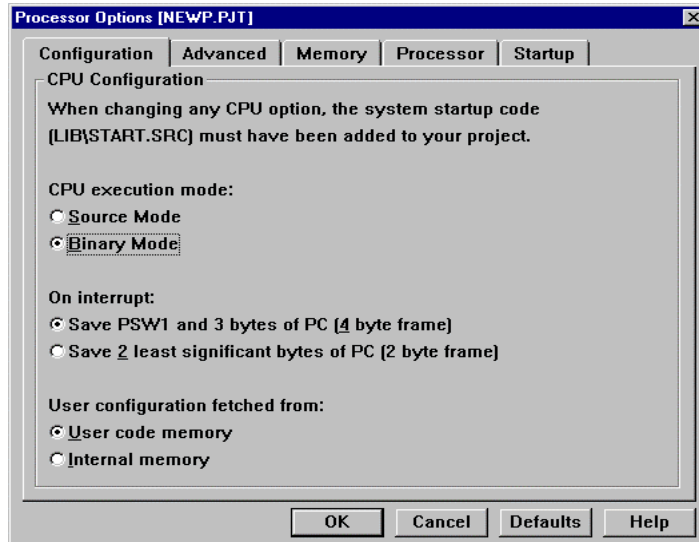 Processor Options [NEWP.PJT]
Configuration Advanced Memory Processor Startup
CPU Configuration
When changing any CPU option, the system startup code
(LIB\START.SRC) must have been added to your project.
CPU execution mode:
Source Mode
Binary Mode
On interrupt:
Save PSW1 and 3 bytes of PC (4 byte frame)
Save 2 least significant bytes of PC (2 byte frame)
User configuration fetched from:
User code memory
Internal memory
OK Cancel Defaults Help